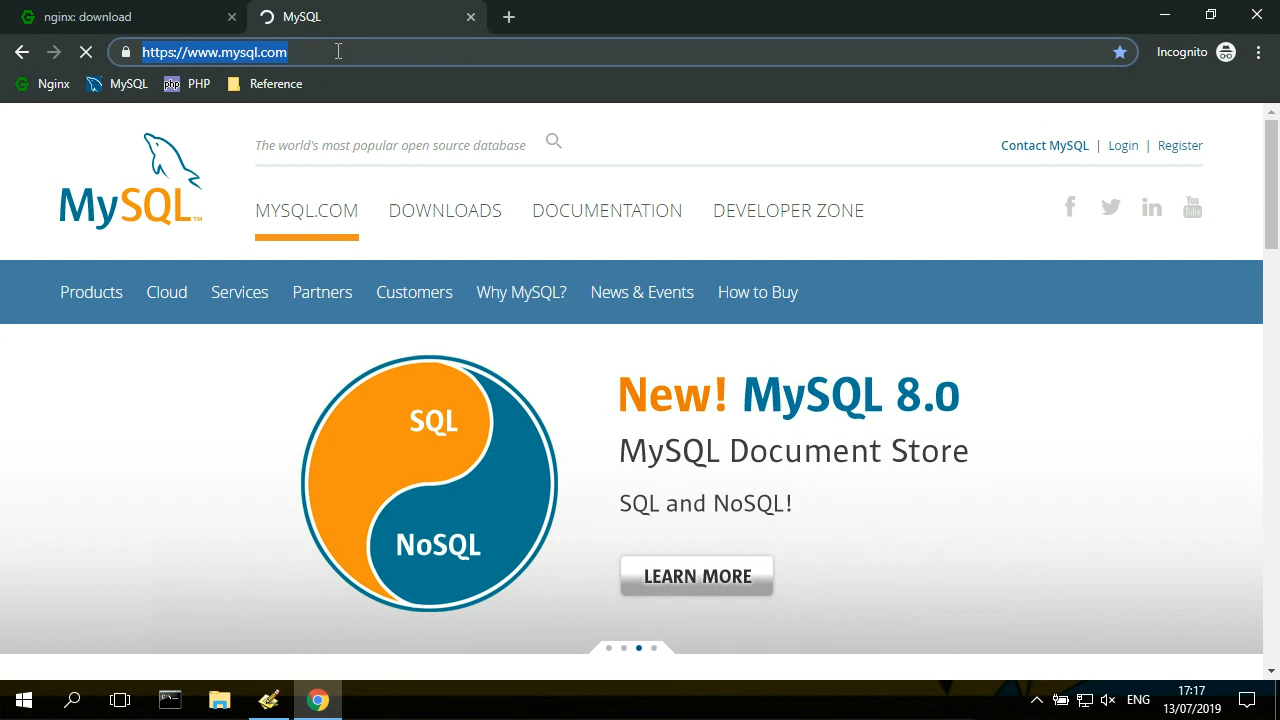 nginx: download
MySQL
https://www.mysql.com
Incognito
Nginx
MySQL
PHP
Reference
MySQL™
The world's most popular open source database
Contact MySQL | Login | Register
MYSQL.COM
DOWNLOADS
DOCUMENTATION
DEVELOPER ZONE
You
Tube
Products
Cloud
Services
Partners
Customers
Why MySQL?
News & Events
How to Buy
SQL
NoSQL
New! MySQL 8.0
MySQL Document Store
SQL and NoSQL!
LEARN MORE
ENG
17:17
13/07/2019